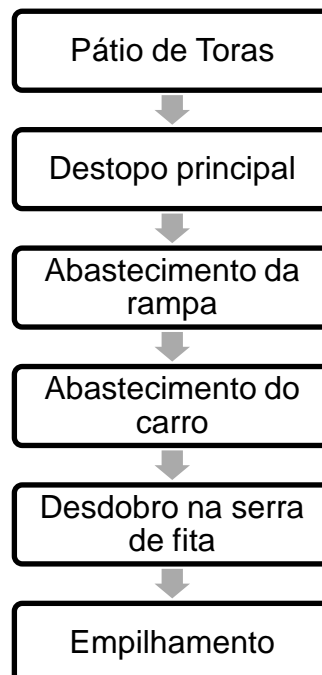 Pátio de Toras
Destopo principal
Abastecimento da
rampa
Abastecimento do
carro
Desdobro na serra
de fita
Empilhamento